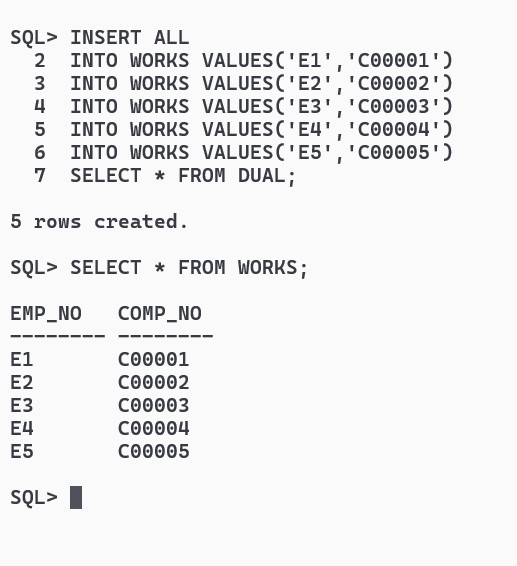 SQL> INSERT ALL
  2  INTO WORKS VALUES('E1','C00001')
  3  INTO WORKS VALUES('E2','C00002')
  4  INTO WORKS VALUES('E3','C00003')
  5  INTO WORKS VALUES('E4','C00004')
  6  INTO WORKS VALUES('E5','C00005')
  7  SELECT * FROM DUAL;
5 rows created.
SQL> SELECT * FROM WORKS;
EMP_NO   COMP_NO
-------- --------
E1       C00001
E2       C00002
E3       C00003
E4       C00004
E5       C00005
SQL>